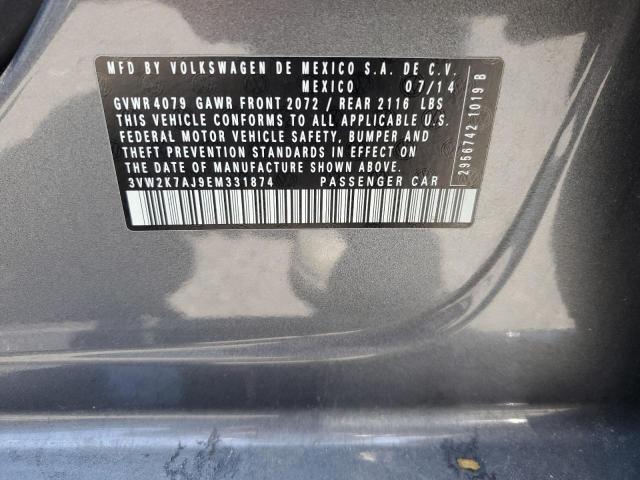 MFD BY VOLKSWAGEN DE MEXICO S.A. DE C.V.
MEXICO 07/14
GVWR 4079 GAWR FRONT 2072 / REAR 2116 LBS
THIS VEHICLE CONFORMS TO ALL APPLICABLE U.S.
FEDERAL MOTOR VEHICLE SAFETY, BUMPER AND
THEFT PREVENTION STANDARDS IN EFFECT ON
THE DATE OF MANUFACTURE SHOWN ABOVE.
3VW2K7AJ9EM331874 PASSENGER CAR
2956742 1019 B